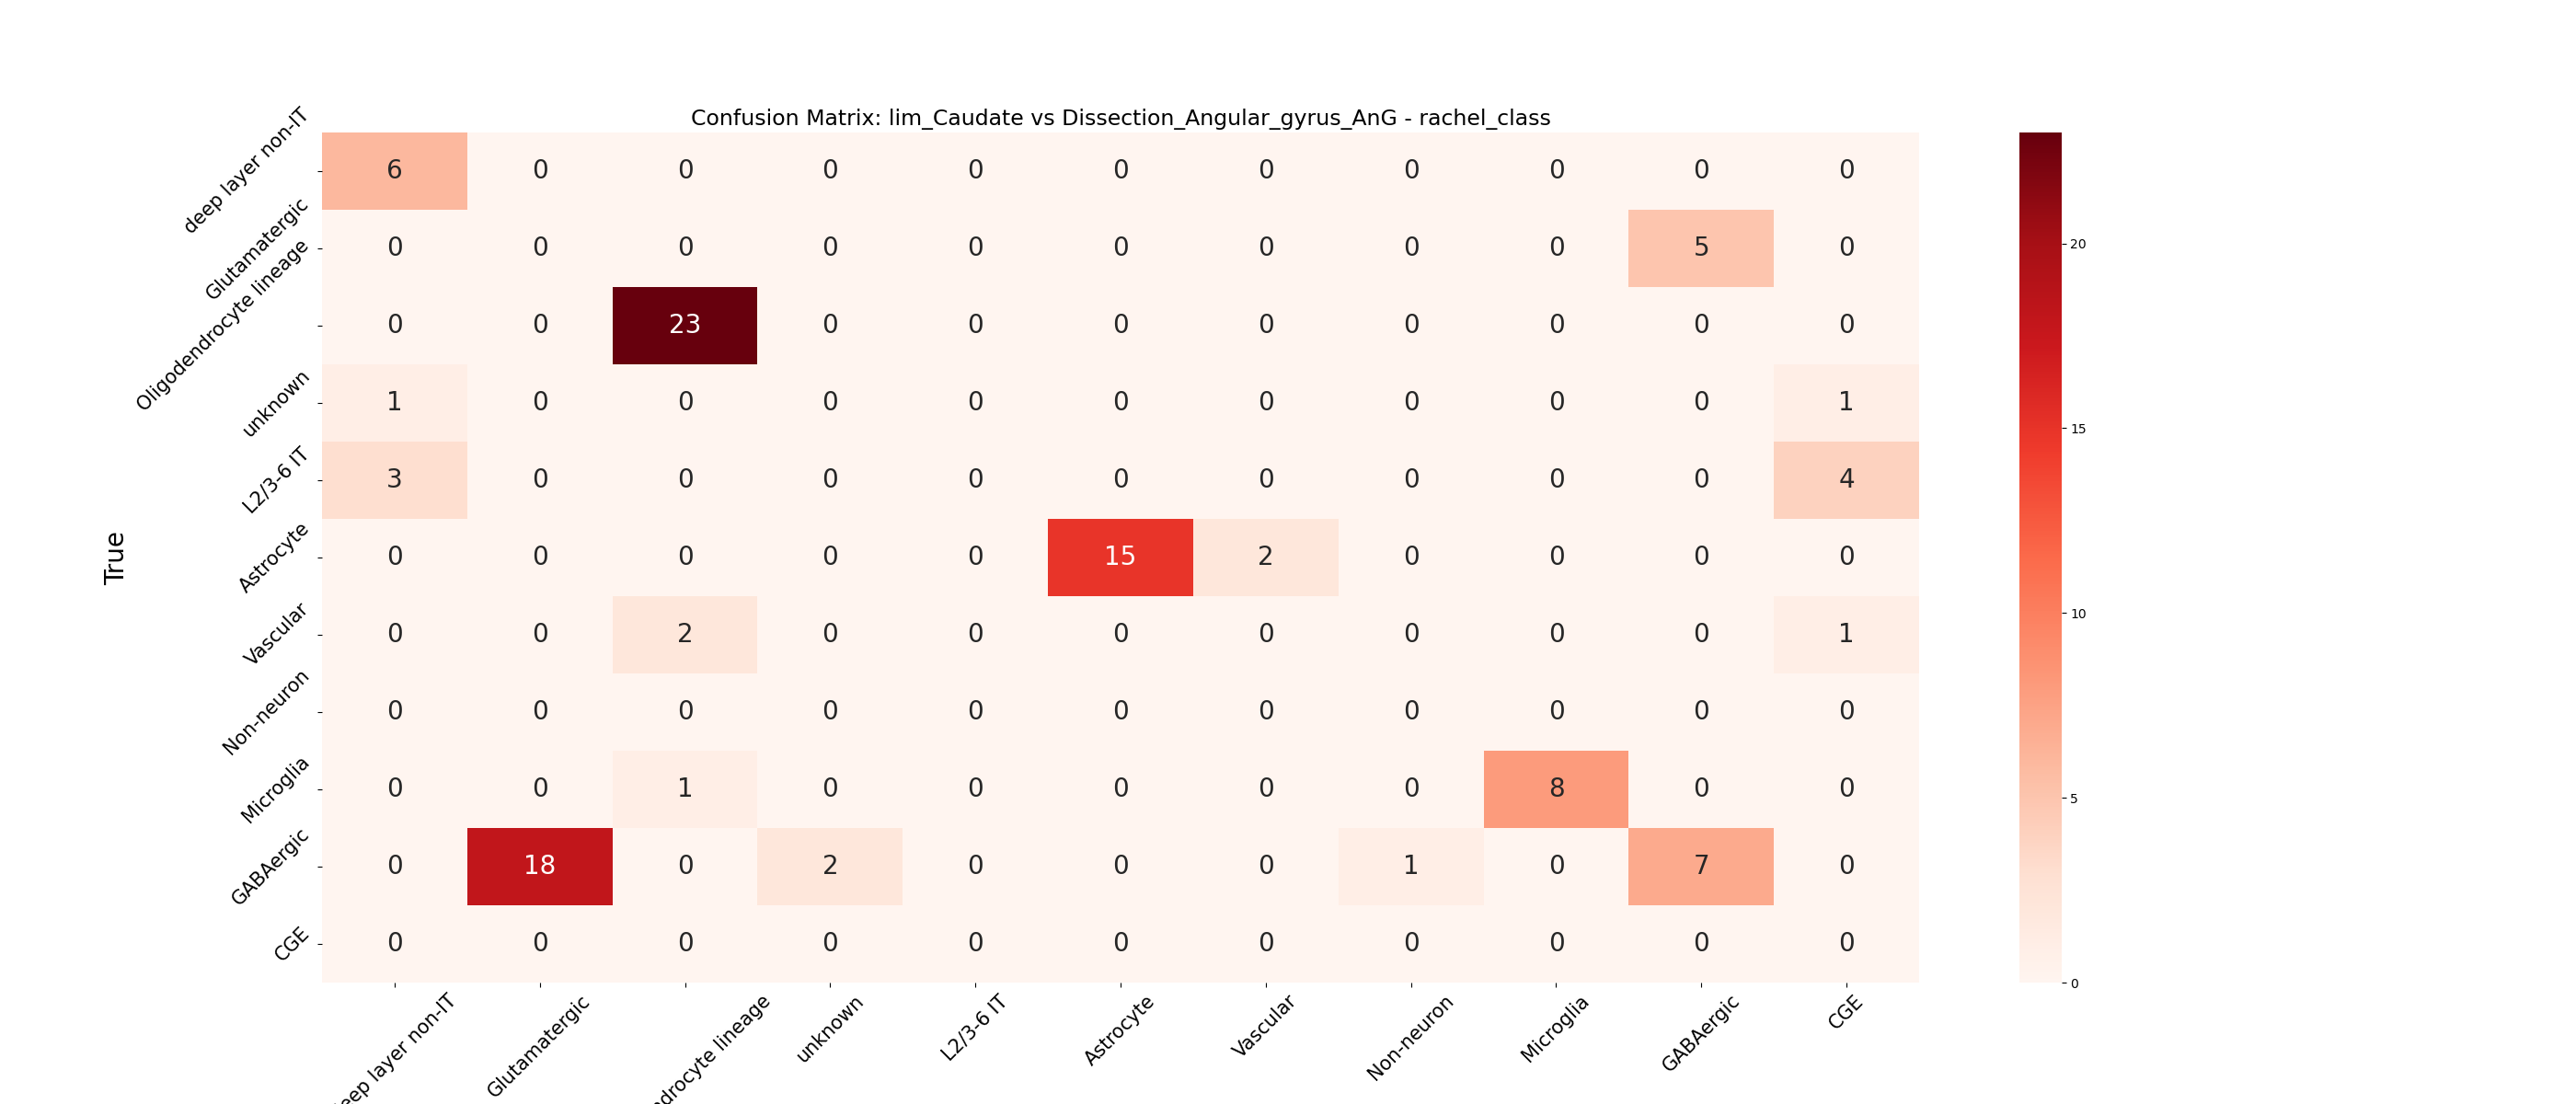 Confusion Matrix: lim_Caudate vs Dissection_Angular_gyrus_AnG - rachel_class
True
deep layer non-IT 6 0 0 0 0 0 0 0 0 0 0
Glutamatergic 0 0 0 0 0 0 0 0 0 5 0
Oligodendrocyte lineage 0 0 23 0 0 0 0 0 0 0 0
unknown 1 0 0 0 0 0 0 0 0 0 1
L2/3-6 IT 3 0 0 0 0 0 0 0 0 0 4
Astrocyte 0 0 0 0 0 15 2 0 0 0 0
Vascular 0 0 2 0 0 0 0 0 0 0 1
Non-neuron 0 0 0 0 0 0 0 0 0 0 0
Microglia 0 0 1 0 0 0 0 0 8 0 0
GABAergic 0 18 0 2 0 0 0 1 0 7 0
CGE 0 0 0 0 0 0 0 0 0 0 0
eep layer non-IT
Glutamatergic
ndrocyte lineage
unknown
L2/3-6 IT
Astrocyte
Vascular
Non-neuron
Microglia
GABAergic
CGE
20
15
10
5
0